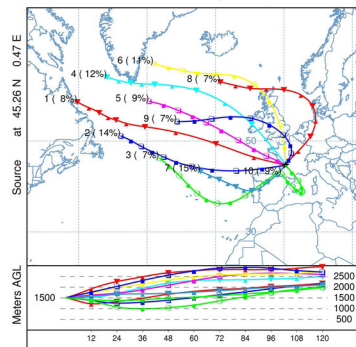 Source at 45.26 N 0.47 E
6 ( 11%)
4 ( 12%)
8 ( 7%)
1 ( 8%)
5 ( 9%)
9 ( 7%)
2 ( 14%)
50
3 ( 7%)
7 ( 15%)
10 ( 9%)
30
Meters AGL
1500
2500
2000
1500
1000
500
12 24 36 48 60 72 84 96 108 120